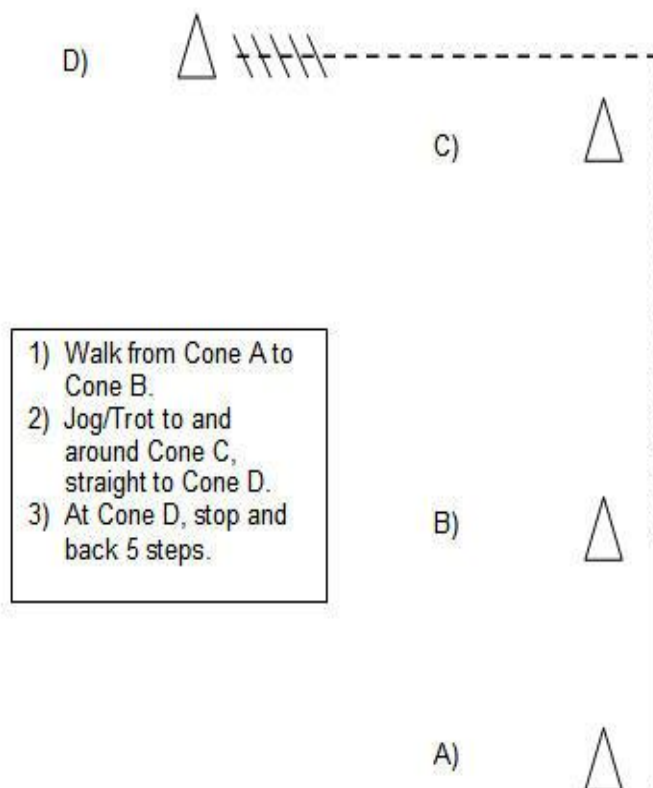 D)
C)
1) Walk from Cone A to
Cone B.
2) Jog/Trot to and
around Cone C,
straight to Cone D.
3) At Cone D, stop and
back 5 steps.
B)
A)